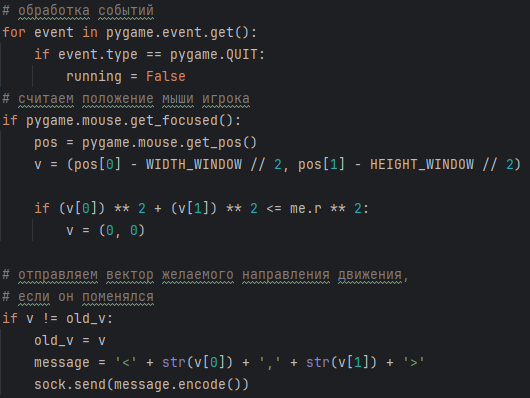 # обработка событий
for event in pygame.event.get():
    if event.type == pygame.QUIT:
        running = False
# считаем положение мыши игрока
if pygame.mouse.get_focused():
    pos = pygame.mouse.get_pos()
    v = (pos[0] - WIDTH_WINDOW // 2, pos[1] - HEIGHT_WINDOW // 2)

    if (v[0]) ** 2 + (v[1]) ** 2 <= me.r ** 2:
        v = (0, 0)

# отправляем вектор желаемого направления движения,
# если он поменялся
if v != old_v:
    old_v = v
    message = '<' + str(v[0]) + ',' + str(v[1]) + '>'
    sock.send(message.encode())